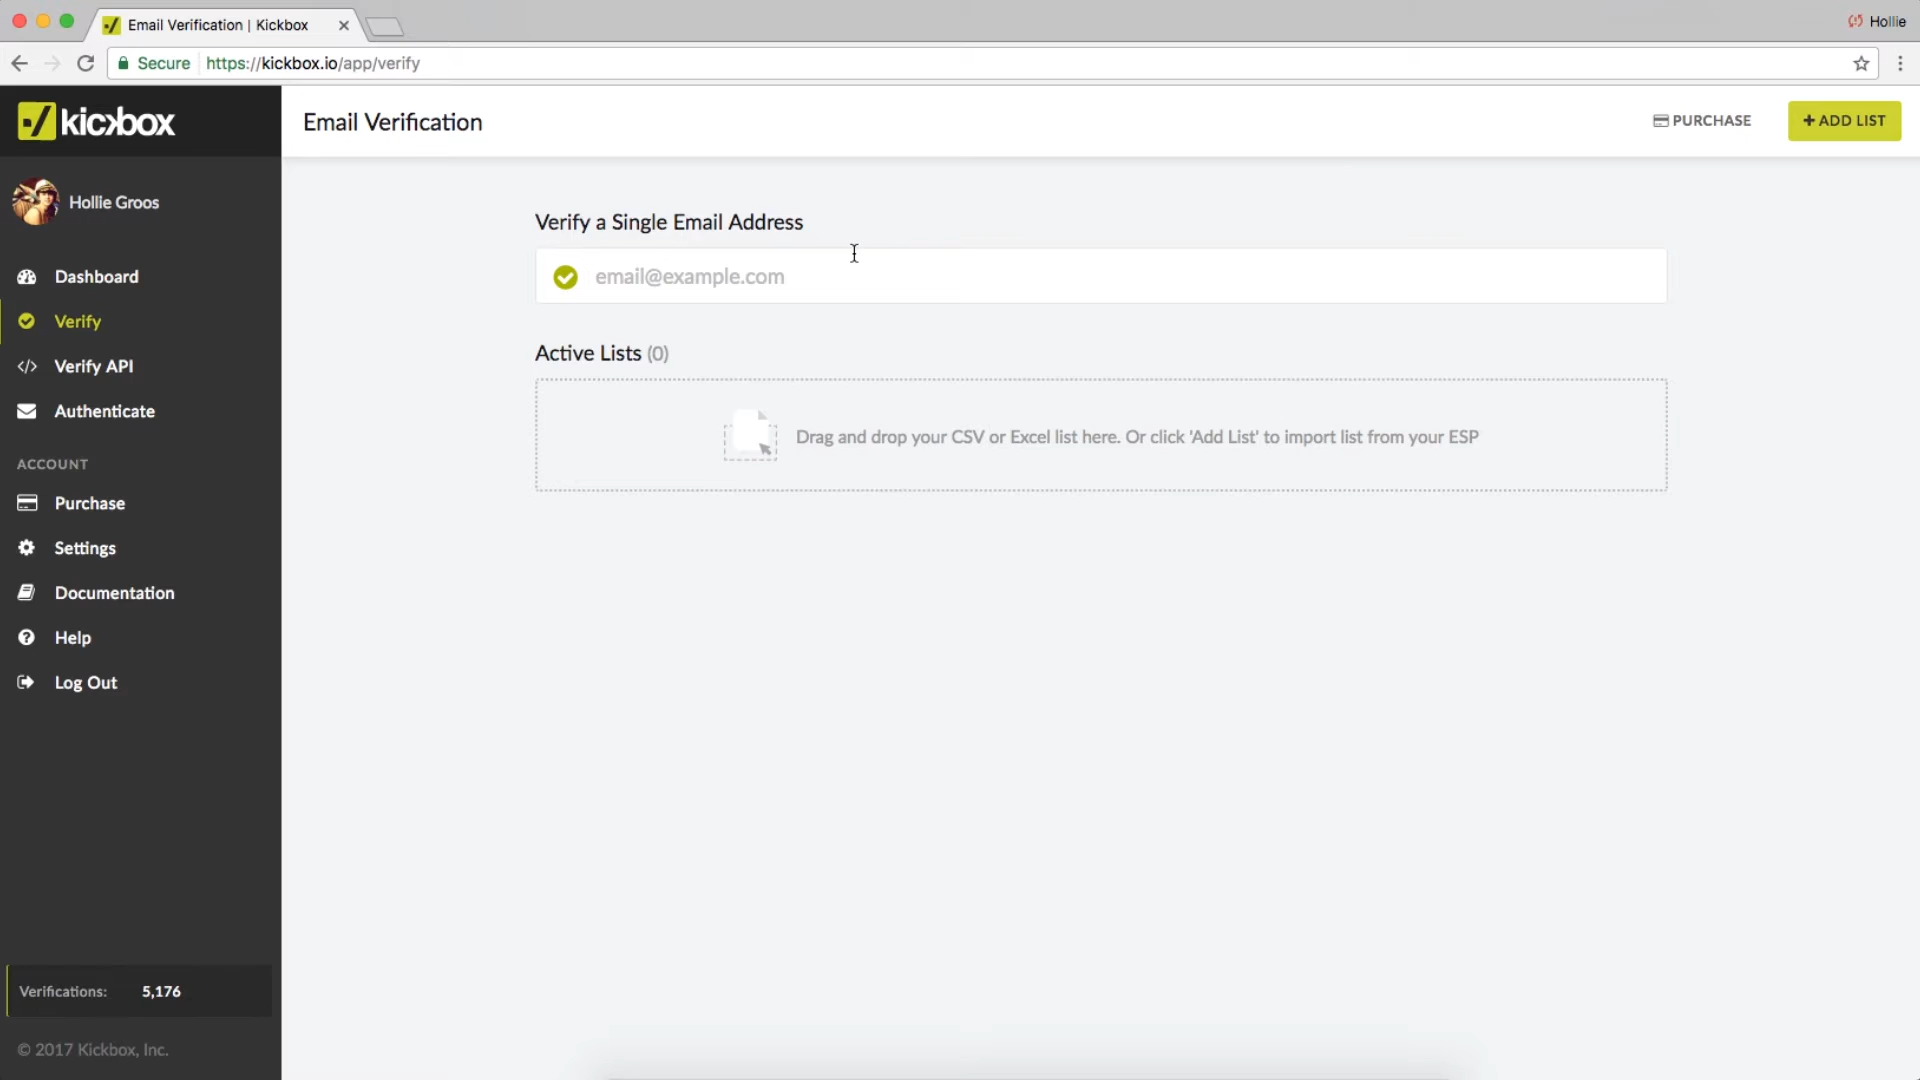 Email Verification | Kickbox
Hollie
Secure https://kickbox.io/app/verify
kickbox
Email Verification
PURCHASE
+ ADD LIST
Hollie Groos
Dashboard
Verify
Verify API
Authenticate
ACCOUNT
Purchase
Settings
Documentation
Help
Log Out
Verifications: 5,176
© 2017 Kickbox, Inc.
Verify a Single Email Address
email@example.com
Active Lists (0)
Drag and drop your CSV or Excel list here. Or click 'Add List' to import list from your ESP